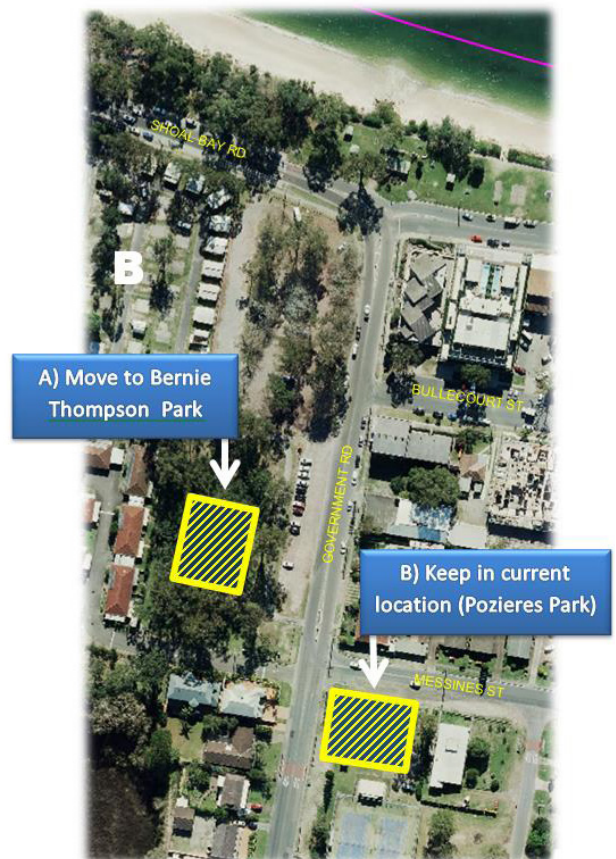 SHOAL BAY RD
B
A) Move to Bernie
Thompson Park
BULLECOURT ST
GOVERNMENT RD
B) Keep in current
location (Pozieres Park)
MESSINES ST